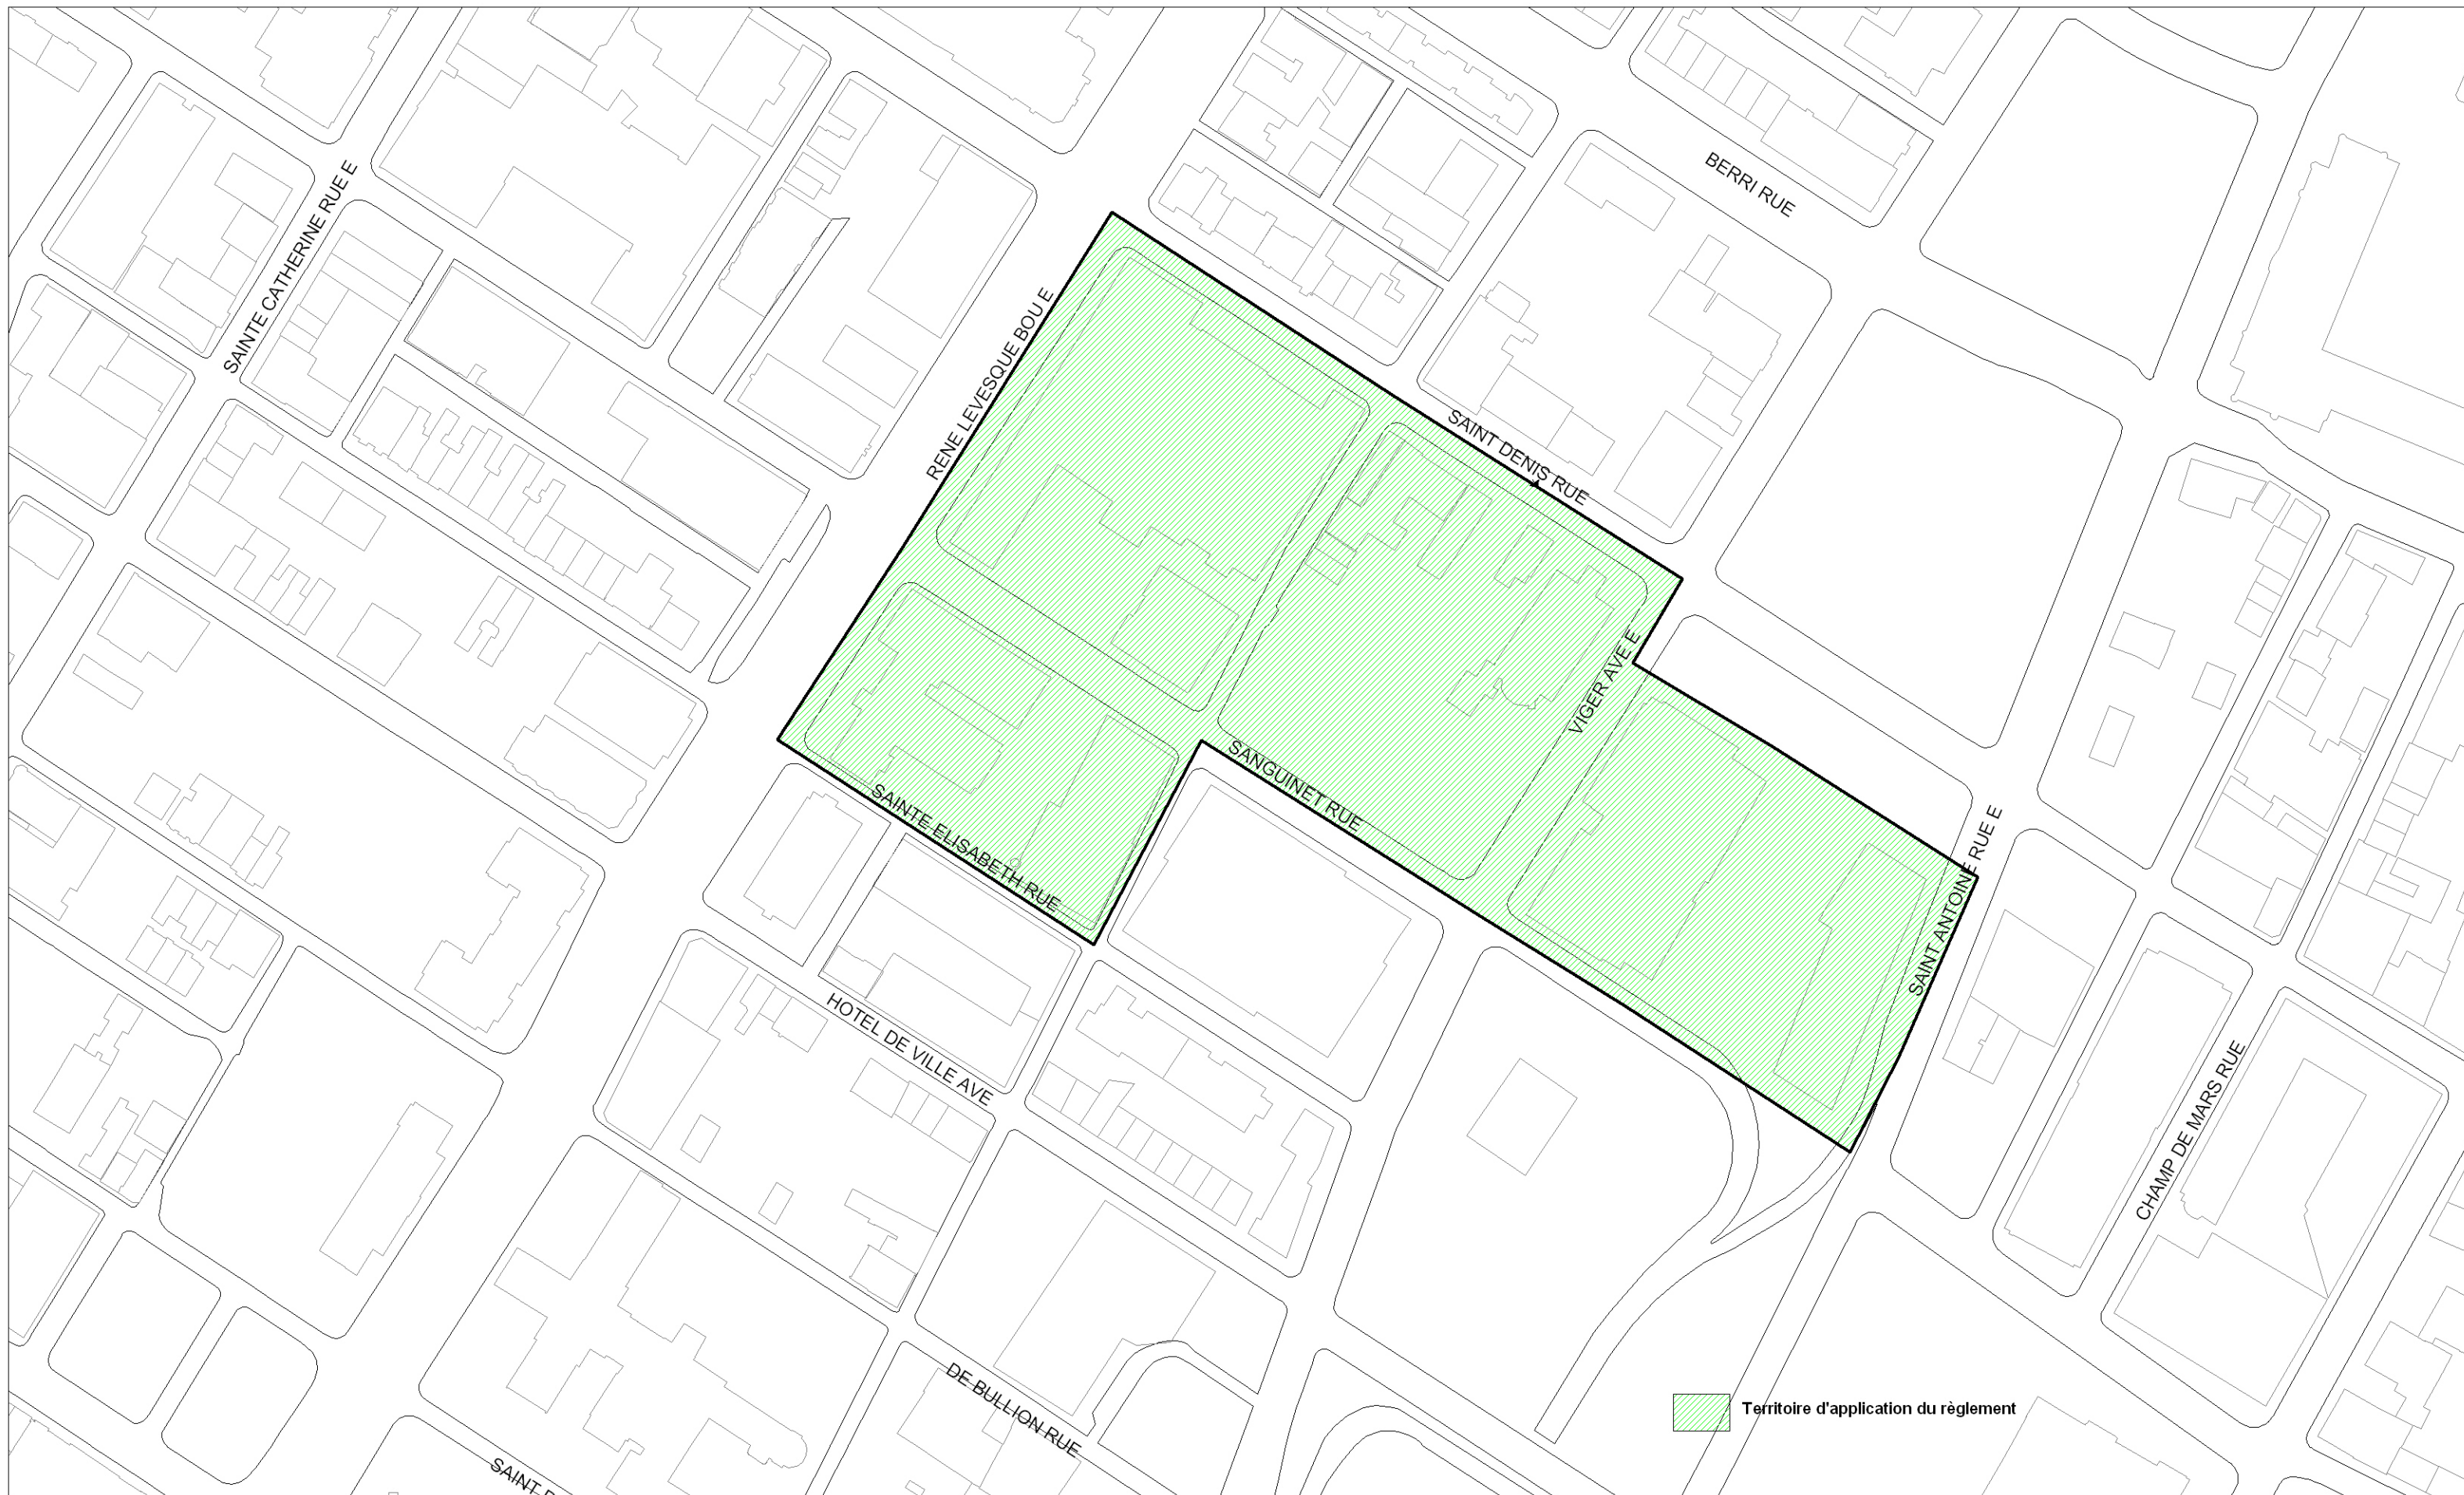 BERRI RUE
SAINTE CATHERINE RUE E
RENE LEVESQUE BOU E
SAINT DENIS RUE
VIGER AVE E
SANGUINET RUE
SAINTE ELISABETH RUE
SAINT ANTOINE RUE E
HOTEL DE VILLE AVE
CHAMP DE MARS RUE
DE BULLION RUE
Territoire d'application du règlement
SAINT